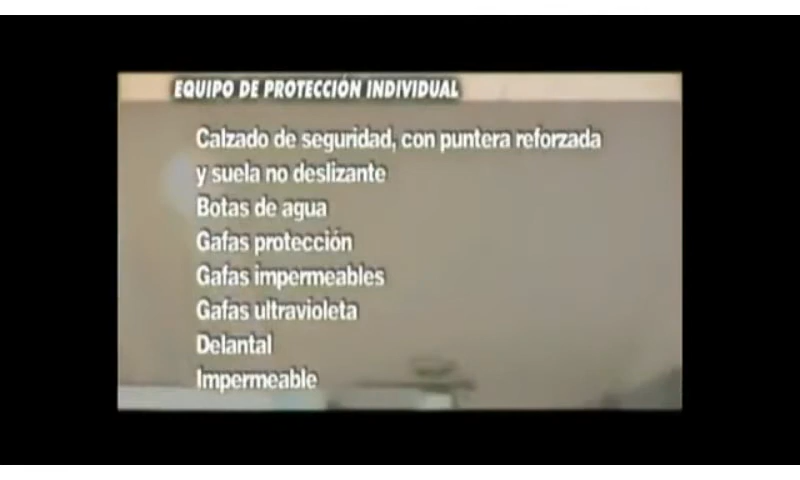 EQUIPO DE PROTECCIÓN INDIVIDUAL
Calzado de seguridad, con puntera reforzada
y suela no deslizante
Botas de agua
Gafas protección
Gafas impermeables
Gafas ultravioleta
Delantal
Impermeable